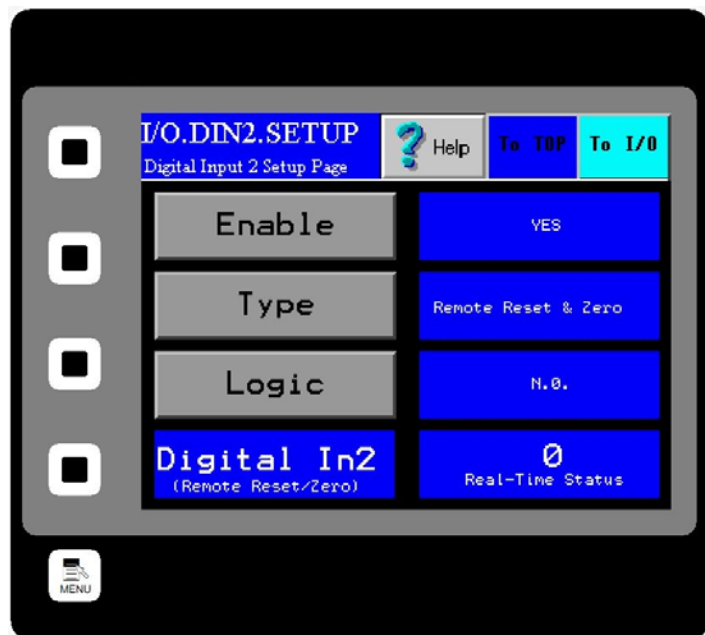 I/O.DIN2.SETUP
Digital Input 2 Setup Page
? Help
To TOP
To I/O
Enable
YES
Type
Remote Reset & Zero
Logic
N.O.
Digital In2
(Remote Reset/Zero)
0
Real-Time Status
MENU